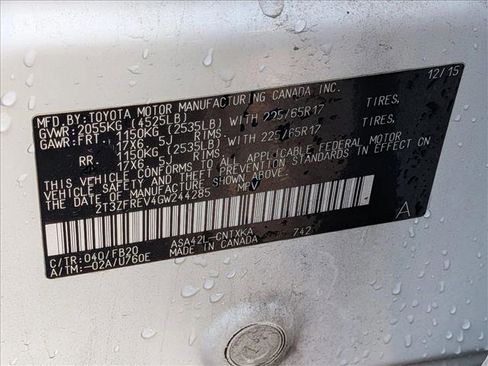 MFD.BY:TOYOTA MOTOR MANUFACTURING CANADA INC. 12/15
GVWR:2055KG (4525LB)
GAWR:FRT. 1150KG (2535LB) WITH 225/65R17 TIRES,
17X6.5J RIMS,
RR. 1150KG (2535LB) WITH 225/65R17 TIRES,
17X6.5J RIMS.
THIS VEHICLE CONFORMS TO ALL APPLICABLE FEDERAL MOTOR
VEHICLE SAFETY AND THEFT PREVENTION STANDARDS IN EFFECT ON
THE DATE OF MANUFACTURE SHOWN ABOVE.
2T3ZFREV4GW244285 MPV
A
C/TR:040/FB20 ASA42L-CNTXKA 742
A/TM:-02A/U760E MADE IN CANADA